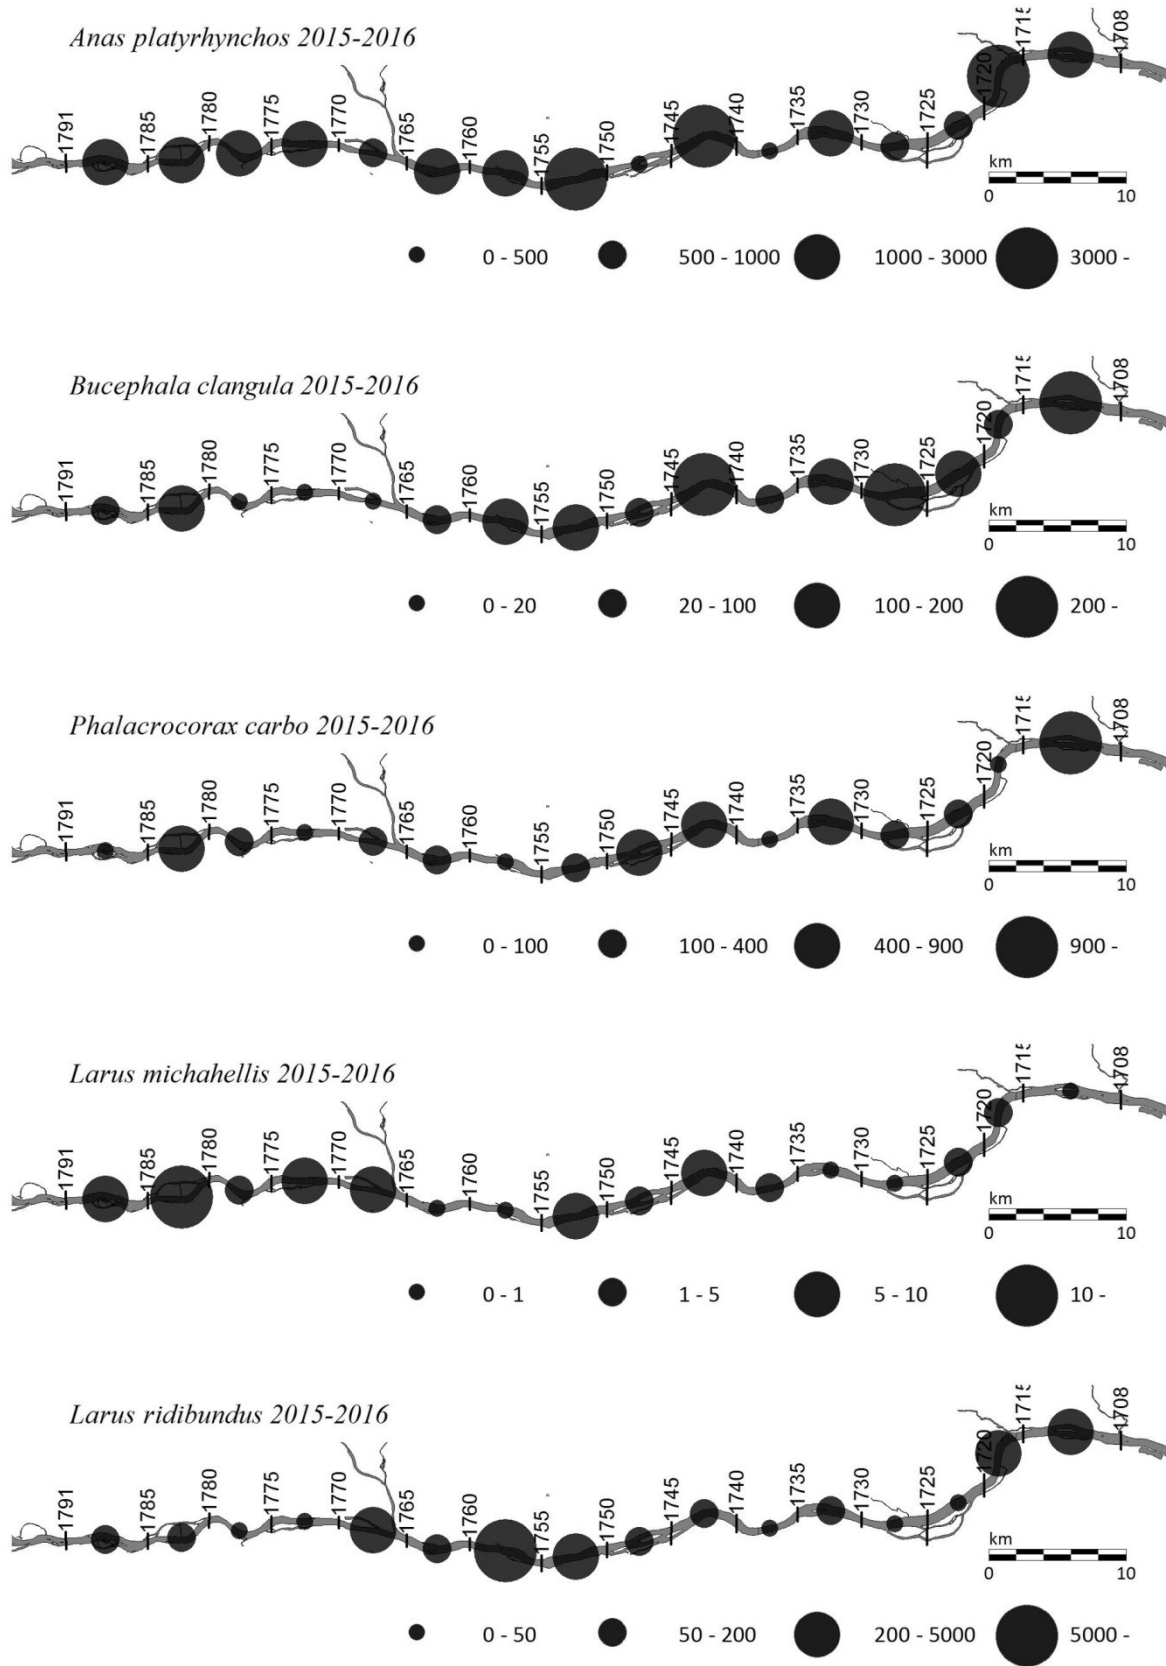 Anas platyrhynchos 2015-2016
1791 1785 1780 1775 1770 1765 1760 1755 1750 1745 1740 1735 1730 1725 1720 1715 1708
km
0 10
0 - 500 500 - 1000 1000 - 3000 3000 -
Bucephala clangula 2015-2016
1791 1785 1780 1775 1770 1765 1760 1755 1750 1745 1740 1735 1730 1725 1720 1715 1708
km
0 10
0 - 20 20 - 100 100 - 200 200 -
Phalacrocorax carbo 2015-2016
1791 1785 1780 1775 1770 1765 1760 1755 1750 1745 1740 1735 1730 1725 1720 1715 1708
km
0 10
0 - 100 100 - 400 400 - 900 900 -
Larus michahellis 2015-2016
1791 1785 1780 1775 1770 1765 1760 1755 1750 1745 1740 1735 1730 1725 1720 1715 1708
km
0 10
0 - 1 1 - 5 5 - 10 10 -
Larus ridibundus 2015-2016
1791 1785 1780 1775 1770 1765 1760 1755 1750 1745 1740 1735 1730 1725 1720 1715 1708
km
0 10
0 - 50 50 - 200 200 - 5000 5000 -